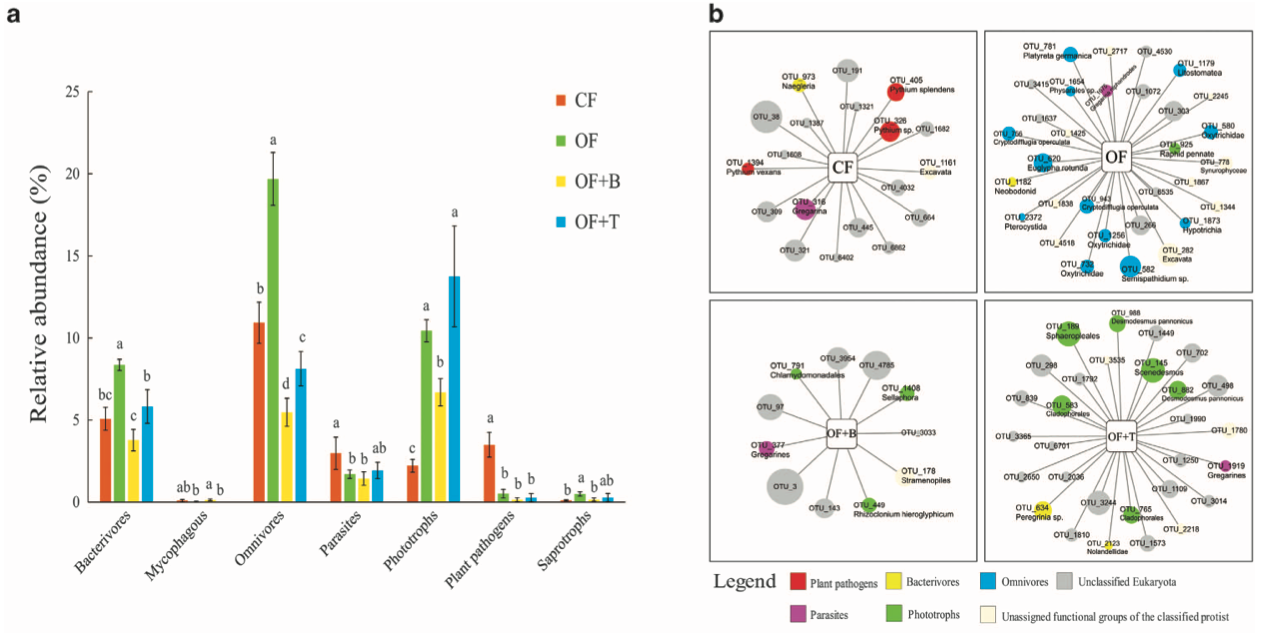 a
Relative abundance (%)
25
20
15
10
5
0
CF
OF
OF+B
OF+T
bc
a
c
b
ab
b
a
b
b
a
d
c
a
b
b
ab
c
a
b
a
a
b
b
b
b
a
b
ab
Bacterivores
Mycophagous
Omnivores
Parasites
Phototrophs
Plant pathogens
Saprotrophs
b
CF
OTU_191
OTU_973
Naegleria
OTU_405
Pythium splendens
OTU_38
OTU_1387
OTU_1321
OTU_326
Pythium sp.
OTU_1682
OTU_1608
OTU_1394
Pythium vexans
OTU_1161
Excavata
OTU_4032
OTU_309
OTU_316
Gregarina
OTU_664
OTU_445
OTU_321
OTU_8402
OTU_8862
OF
OTU_781
Platyreta germanica
OTU_2717
OTU_4530
OTU_1179
Litostomatea
OTU_3415
OTU_1654
Physarales sp.
OTU_1072
OTU_2245
OTU_303
OTU_1637
OTU_1425
OTU_580
Oxytrichidae
OTU_766
Cryptodifflugia operculata
OTU_925
Raphid pennate
OTU_620
Euglypha rotunda
OTU_778
Synurophyceae
OTU_1182
Neobodonid
OTU_1867
OTU_6535
OTU_1838
OTU_943
Cryptodifflugia operculata
OTU_1344
OTU_2372
Pterocystida
OTU_266
OTU_1873
Hypotrichia
OTU_4518
OTU_1256
Oxytrichidae
OTU_282
Excavata
OTU_732
Oxytrichidae
OTU_582
Semispathidium sp.
OF+B
OTU_791
Chlamydomonadales
OTU_3954
OTU_4785
OTU_1408
Sellaphora
OTU_97
OTU_3033
OTU_377
Gregarines
OTU_178
Stramenopiles
OTU_3
OTU_143
OTU_449
Rhizoclonium hieroglyphicum
OF+T
OTU_988
Desmodesmus pannonicus
OTU_189
Sphaeropleales
OTU_1449
OTU_702
OTU_3535
OTU_298
OTU_145
Scenedesmus
OTU_1792
OTU_882
Desmodesmus pannonicus
OTU_498
OTU_839
OTU_583
Cladophorales
OTU_1990
OTU_1780
OTU_3365
OTU_6701
OTU_1250
OTU_1919
Gregarines
OTU_2650
OTU_2036
OTU_1109
OTU_3014
OTU_634
Peregrinia sp.
OTU_3244
OTU_765
Cladophorales
OTU_2218
OTU_1810
OTU_2123
Nolandellidae
OTU_1573
Legend
Plant pathogens
Bacterivores
Omnivores
Unclassified Eukaryota
Parasites
Phototrophs
Unassigned functional groups of the classified protist